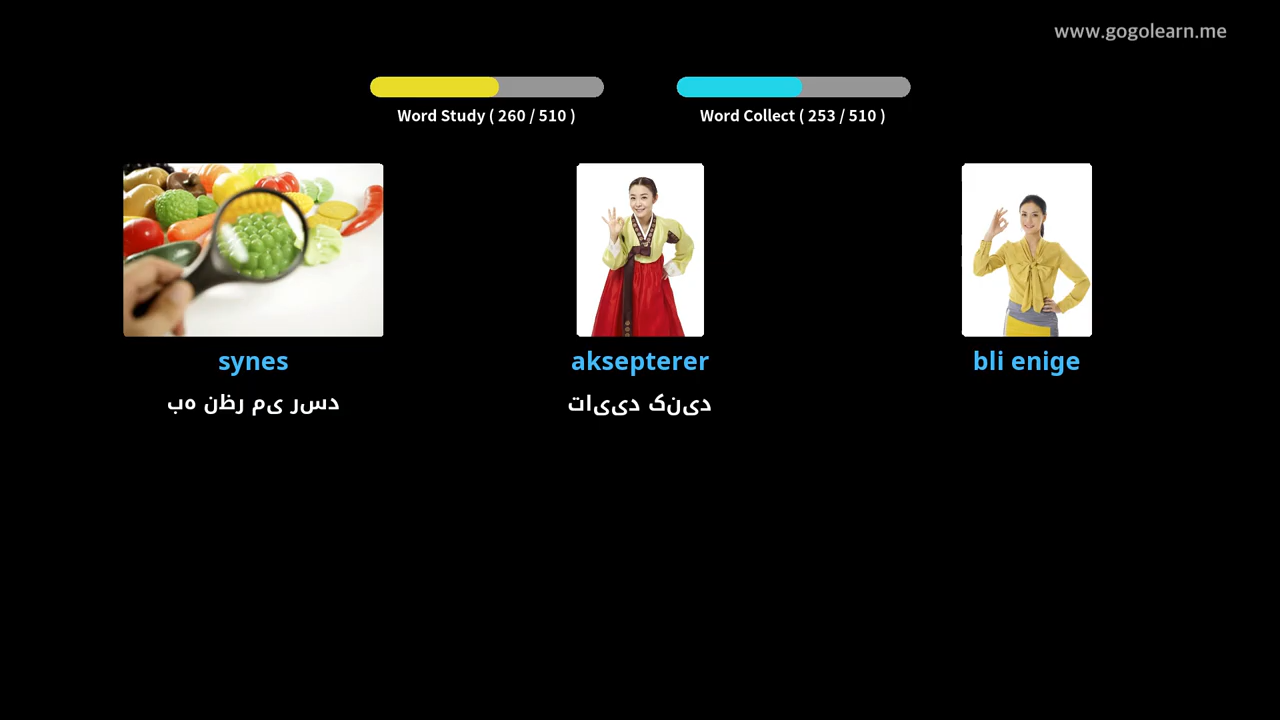 www.gogolearn.me
Word Study ( 260 / 510 )
Word Collect ( 253 / 510 )
synes
دسر یم رظن هب
aksepterer
دینک دییات
bli enige